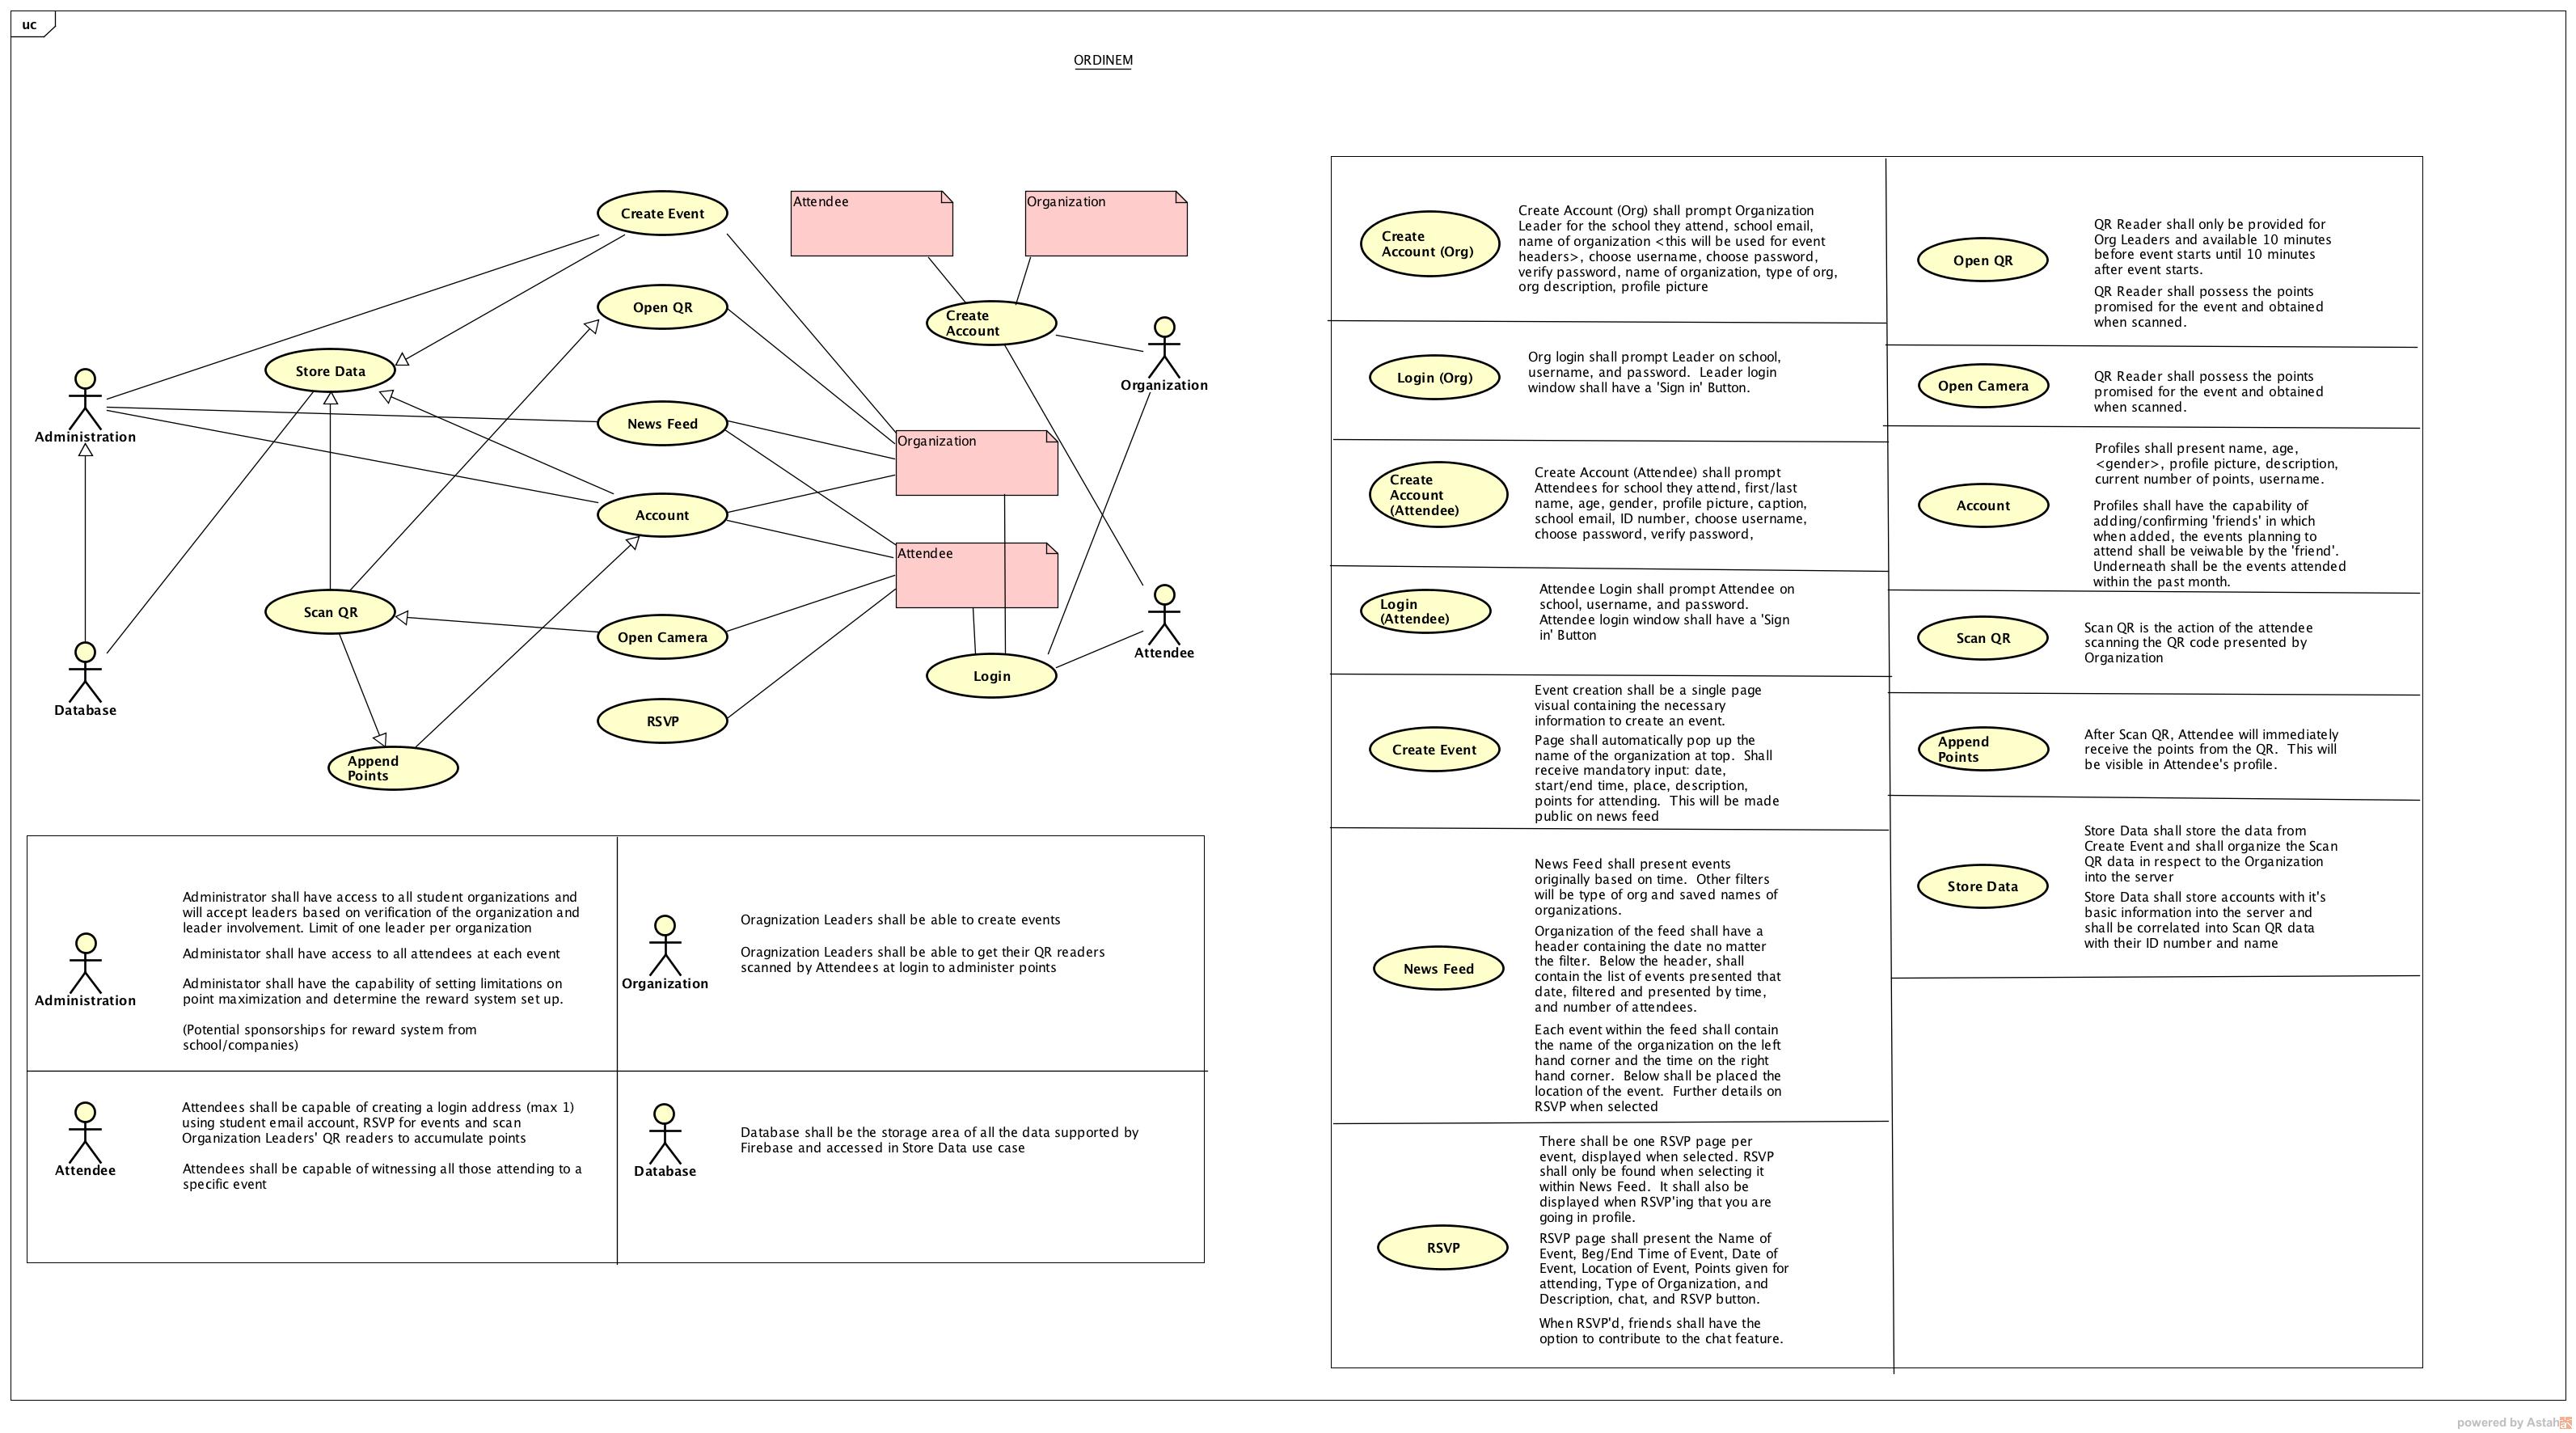 uc
ORDINEM
Create Event
Attendee
Organization
Open QR
Create
Account
Store Data
Organization
Administration
News Feed
Organization
Account
Attendee
Scan QR
Open Camera
Attendee
Login
Database
RSVP
Append
Points
Administrator shall have access to all student organizations and
will accept leaders based on verification of the organization and
leader involvement. Limit of one leader per organization
Administator shall have access to all attendees at each event
Administator shall have the capability of setting limitations on
point maximization and determine the reward system set up.
(Potential sponsorships for reward system from
school/companies)
Administration
Oragnization Leaders shall be able to create events
Oragnization Leaders shall be able to get their QR readers
scanned by Attendees at login to administer points
Organization
Attendees shall be capable of creating a login address (max 1)
using student email account, RSVP for events and scan
Organization Leaders' QR readers to accumulate points
Attendees shall be capable of witnessing all those attending to a
specific event
Attendee
Database shall be the storage area of all the data supported by
Firebase and accessed in Store Data use case
Database
Create
Account (Org)
Create Account (Org) shall prompt Organization
Leader for the school they attend, school email,
name of organization <this will be used for event
headers>, choose username, choose password,
verify password, name of organization, type of org,
org description, profile picture
Login (Org)
Org login shall prompt Leader on school,
username, and password.  Leader login
window shall have a 'Sign in' Button.
Create
Account
(Attendee)
Create Account (Attendee) shall prompt
Attendees for school they attend, first/last
name, age, gender, profile picture, caption,
school email, ID number, choose username,
choose password, verify password,
Login
(Attendee)
Attendee Login shall prompt Attendee on
school, username, and password.
Attendee login window shall have a 'Sign
in' Button
Create Event
Event creation shall be a single page
visual containing the necessary
information to create an event.
Page shall automatically pop up the
name of the organization at top.  Shall
receive mandatory input: date,
start/end time, place, description,
points for attending.  This will be made
public on news feed
News Feed
News Feed shall present events
originally based on time.  Other filters
will be type of org and saved names of
organizations.
Organization of the feed shall have a
header containing the date no matter
the filter.  Below the header, shall
contain the list of events presented that
date, filtered and presented by time,
and number of attendees.
Each event within the feed shall contain
the name of the organization on the left
hand corner and the time on the right
hand corner.  Below shall be placed the
location of the event.  Further details on
RSVP when selected
RSVP
There shall be one RSVP page per
event, displayed when selected. RSVP
shall only be found when selecting it
within News Feed.  It shall also be
displayed when RSVP'ing that you are
going in profile.
RSVP page shall present the Name of
Event, Beg/End Time of Event, Date of
Event, Location of Event, Points given for
attending, Type of Organization, and
Description, chat, and RSVP button.
When RSVP'd, friends shall have the
option to contribute to the chat feature.
Open QR
QR Reader shall only be provided for
Org Leaders and available 10 minutes
before event starts until 10 minutes
after event starts.
QR Reader shall possess the points
promised for the event and obtained
when scanned.
Open Camera
QR Reader shall possess the points
promised for the event and obtained
when scanned.
Account
Profiles shall present name, age,
<gender>, profile picture, description,
current number of points, username.
Profiles shall have the capability of
adding/confirming 'friends' in which
when added, the events planning to
attend shall be veiwable by the 'friend'.
Underneath shall be the events attended
within the past month.
Scan QR
Scan QR is the action of the attendee
scanning the QR code presented by
Organization
Append
Points
After Scan QR, Attendee will immediately
receive the points from the QR.  This will
be visible in Attendee's profile.
Store Data
Store Data shall store the data from
Create Event and shall organize the Scan
QR data in respect to the Organization
into the server
Store Data shall store accounts with it's
basic information into the server and
shall be correlated into Scan QR data
with their ID number and name
powered by Astah